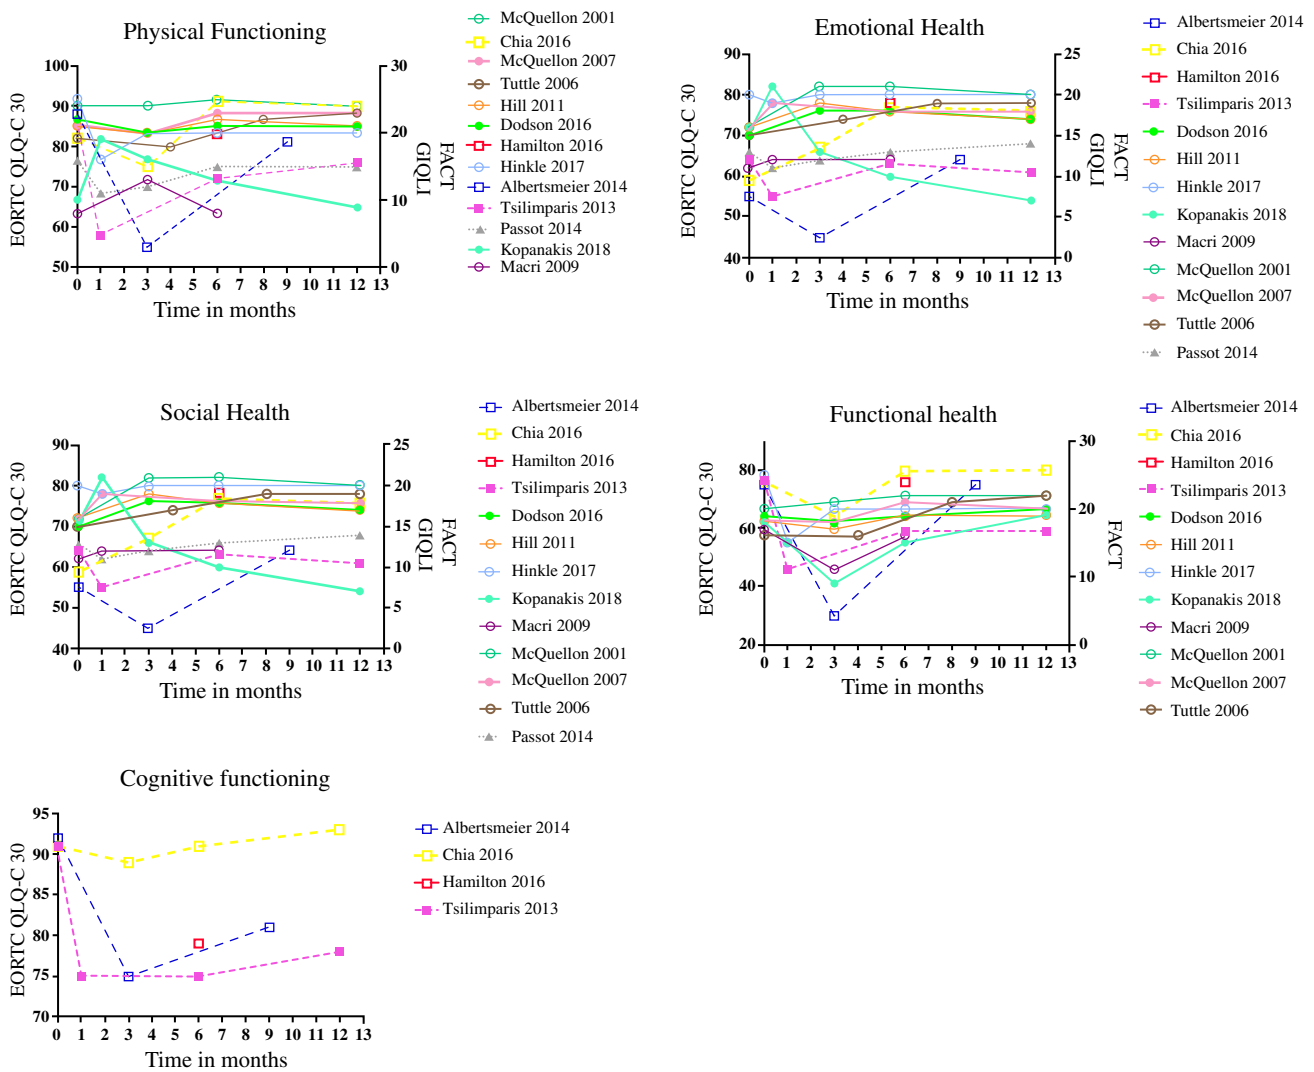 Physical Functioning
EORTC QLQ-C 30
100
90
80
70
60
50
30
20
10
0
FACT
GIQLI
0 1 2 3 4 5 6 7 8 9 10 11 12 13
Time in months
McQuellon 2001
Chia 2016
McQuellon 2007
Tuttle 2006
Hill 2011
Dodson 2016
Hamilton 2016
Hinkle 2017
Albertsmeier 2014
Tsilimparis 2013
Passot 2014
Kopanakis 2018
Macri 2009
Emotional Health
EORTC QLQ-C 30
90
80
70
60
50
40
25
20
15
10
5
0
FACT
GIQLI
0 1 2 3 4 5 6 7 8 9 10 11 12 13
Time in months
Albertsmeier 2014
Chia 2016
Hamilton 2016
Tsilimparis 2013
Dodson 2016
Hill 2011
Hinkle 2017
Kopanakis 2018
Macri 2009
McQuellon 2001
McQuellon 2007
Tuttle 2006
Passot 2014
Social Health
EORTC QLQ-C 30
90
80
70
60
50
40
25
20
15
10
5
0
FACT
GIQLI
0 1 2 3 4 5 6 7 8 9 10 11 12 13
Time in months
Albertsmeier 2014
Chia 2016
Hamilton 2016
Tsilimparis 2013
Dodson 2016
Hill 2011
Hinkle 2017
Kopanakis 2018
Macri 2009
McQuellon 2001
McQuellon 2007
Tuttle 2006
Passot 2014
Functional health
EORTC QLQ-C 30
80
60
40
20
30
20
10
0
FACT
0 1 2 3 4 5 6 7 8 9 10 11 12 13
Time in months
Albertsmeier 2014
Chia 2016
Hamilton 2016
Tsilimparis 2013
Dodson 2016
Hill 2011
Hinkle 2017
Kopanakis 2018
Macri 2009
McQuellon 2001
McQuellon 2007
Tuttle 2006
Cognitive functioning
EORTC QLQ-C 30
95
90
85
80
75
70
0 1 2 3 4 5 6 7 8 9 10 11 12 13
Time in months
Albertsmeier 2014
Chia 2016
Hamilton 2016
Tsilimparis 2013